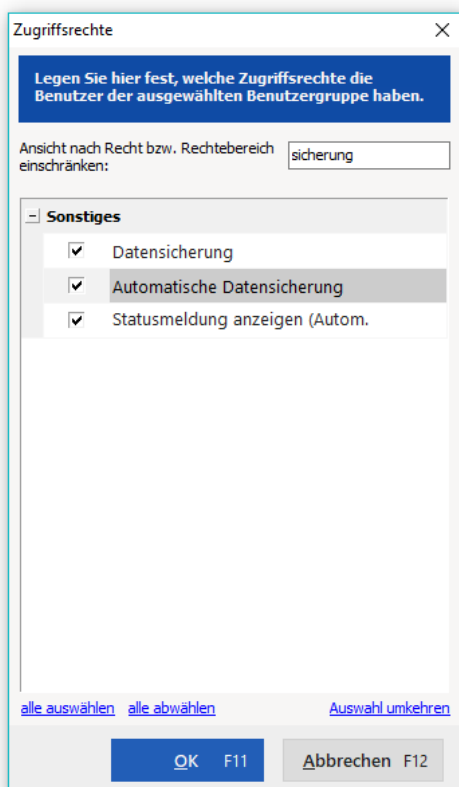 Zugriffsrechte
Legen Sie hier fest, welche Zugriffsrechte die
Benutzer der ausgewählten Benutzergruppe haben.
Ansicht nach Recht bzw. Rechtebereich
einschränken:
sicherung
Sonstiges
Datensicherung
Automatische Datensicherung
Statusmeldung anzeigen (Autom.
alle auswählen alle abwählen Auswahl umkehren
OK F11 Abbrechen F12